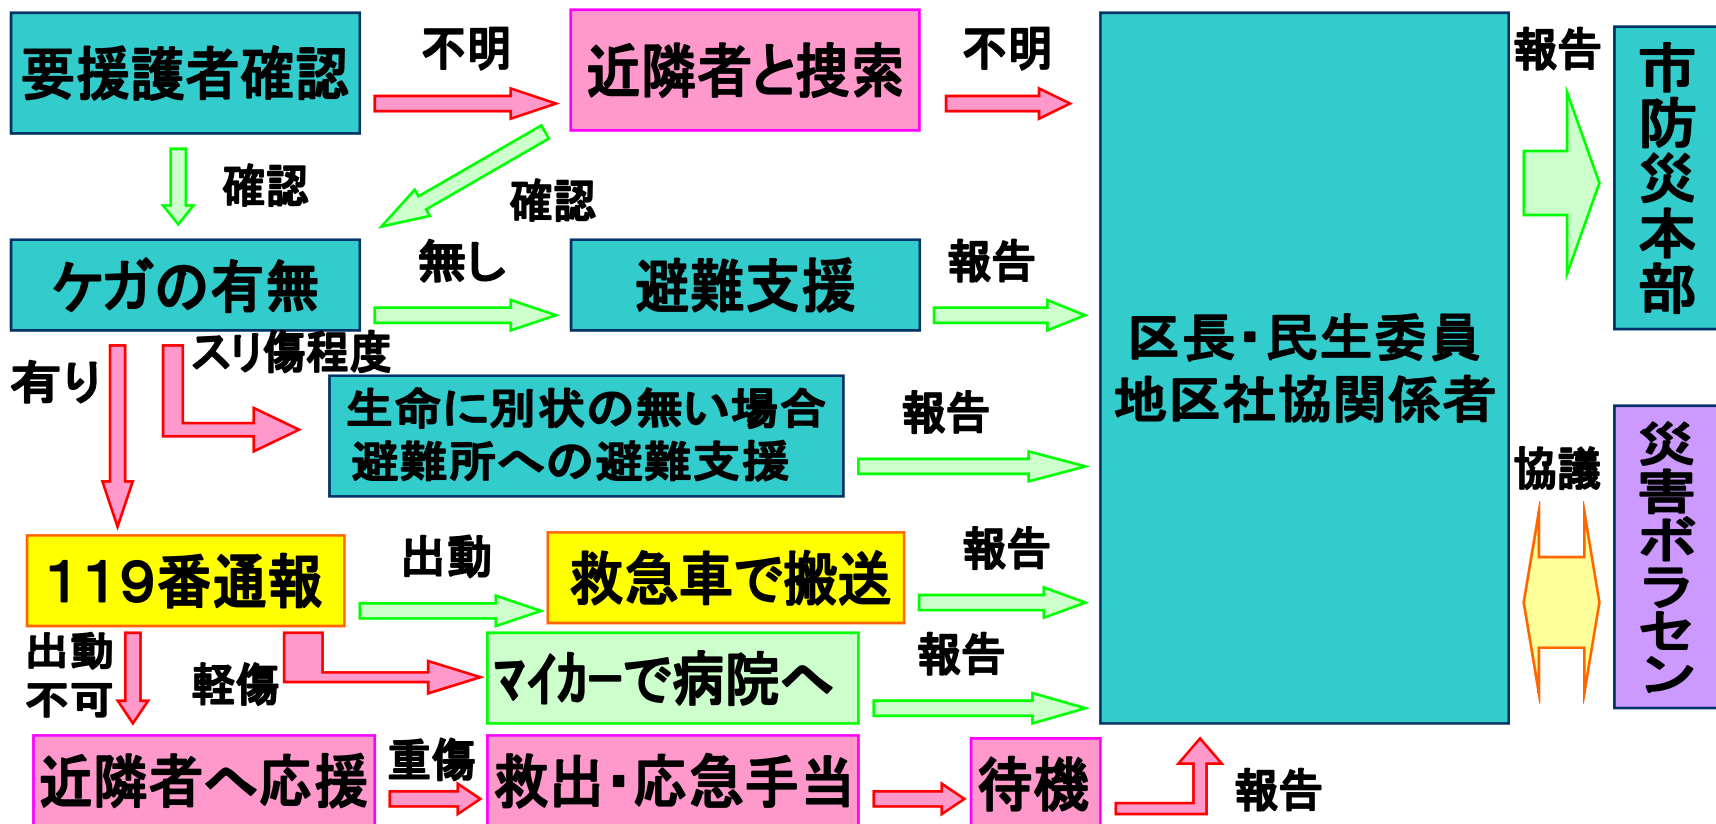 要援護者確認
不明
近隣者と捜索
不明
報告
市防災本部
確認
確認
ケガの有無
無し
避難支援
報告
区長・民生委員
地区社協関係者
有り
スリ傷程度
生命に別状の無い場合
避難所への避難支援
報告
協議
災害ボラセン
119番通報
出動
救急車で搬送
報告
出動
不可
軽傷
マイカーで病院へ
報告
近隣者へ応援
重傷
救出・応急手当
待機
報告